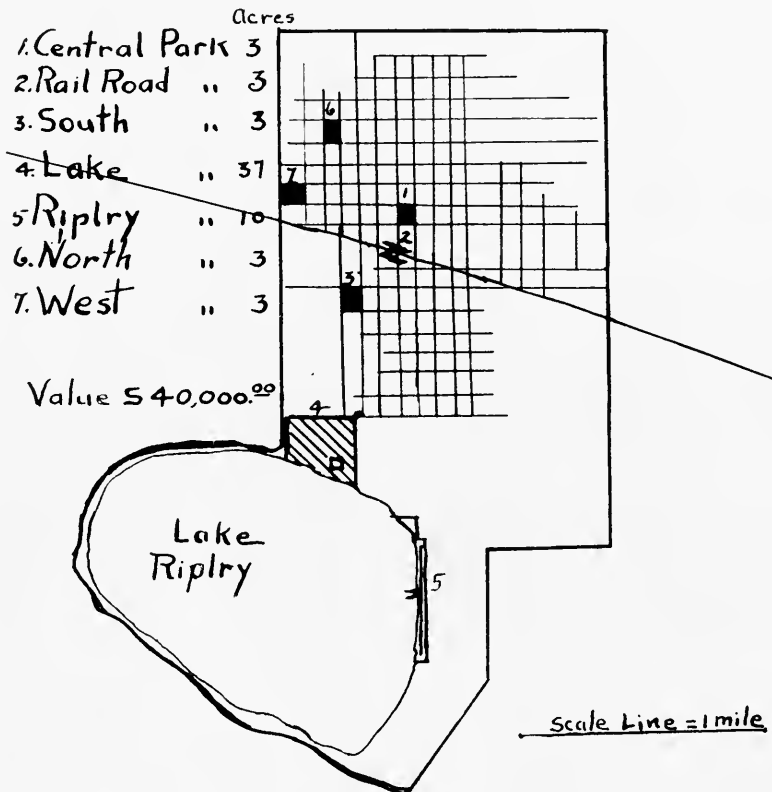 Acres
1. Central Park 3
2. Rail Road " 3
3. South " 3
4. Lake " 37
5. Riplry " 10
6. North " 3
7. West " 3
Value $ 40,000.00
6
7
1
2
3
4
Lake
Riplry
5
Scale Line = 1 mile